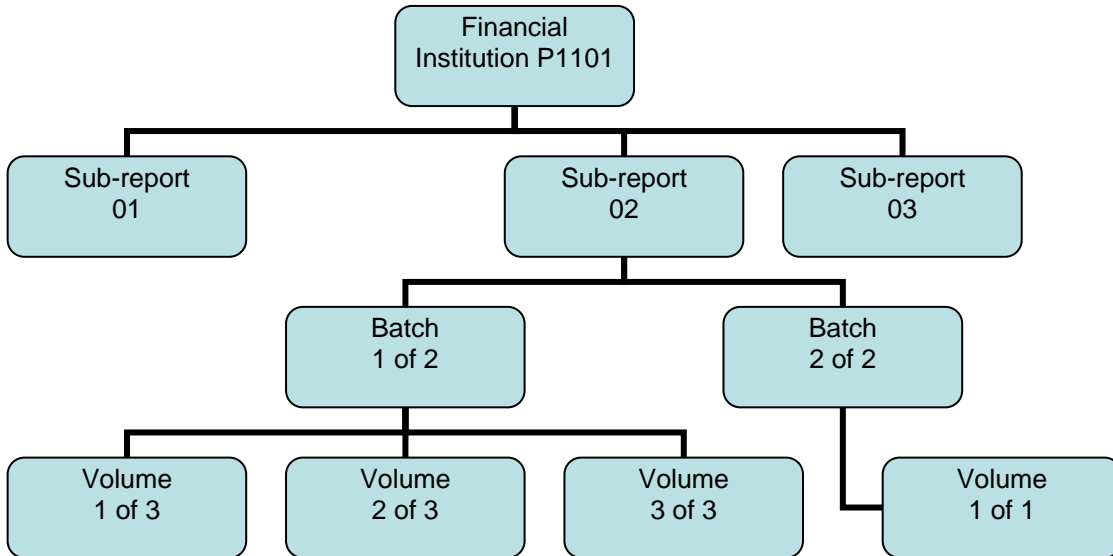 Financial
Institution P1101
Sub-report
01
Sub-report
02
Sub-report
03
Batch
1 of 2
Batch
2 of 2
Volume
1 of 3
Volume
2 of 3
Volume
3 of 3
Volume
1 of 1